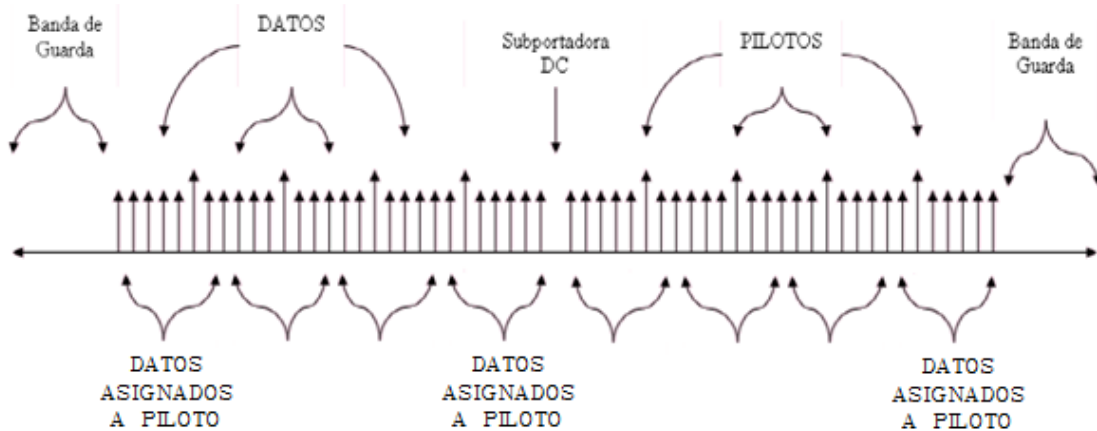 Banda de
Guarda
DATOS
Subportadora
DC
PILOTOS
Banda de
Guarda
DATOS
ASIGNADOS
A PILOTO
DATOS
ASIGNADOS
A PILOTO
DATOS
ASIGNADOS
A PILOTO